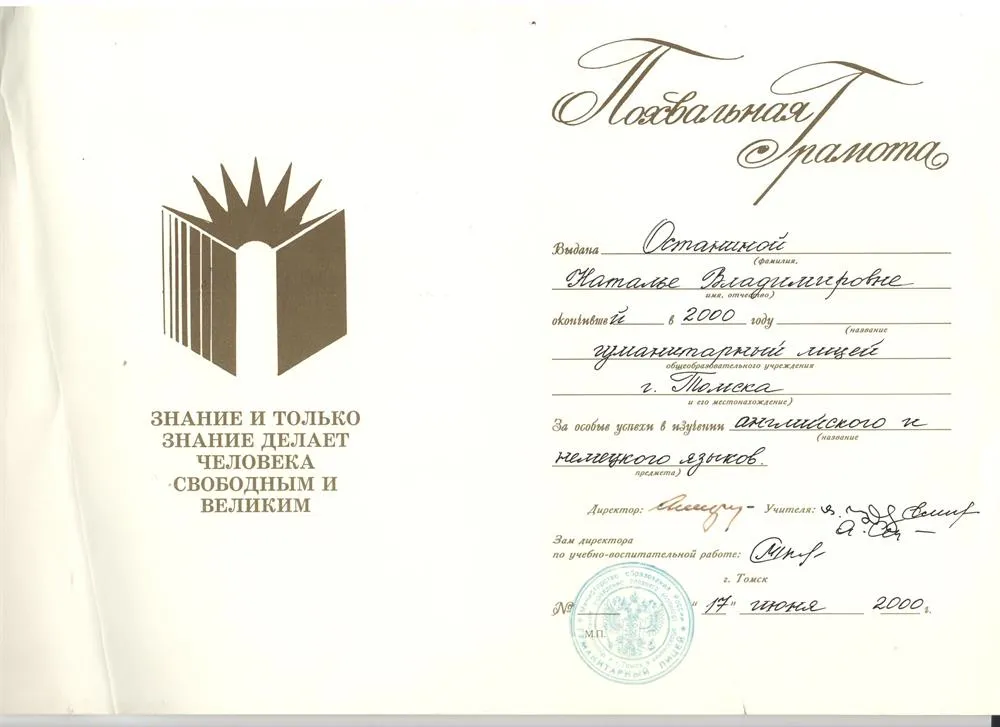 ЗНАНИЕ И ТОЛЬКО
ЗНАНИЕ ДЕЛАЕТ
ЧЕЛОВЕКА
СВОБОДНЫМ И
ВЕЛИКИМ
Похвальная
Грамота
Выдана Останиной
(фамилия,
Наталье Владимировне
имя, отчество)
окончившей в 2000 году
(название
гуманитарный лицей
общеобразовательного учреждения
г. Томска
и его местонахождение)
За особые успехи в изучении английского и
(название
немецкого языков.
предмета)
Директор: Учителя:
Зам директора
по учебно-воспитательной работе:
г. Томск
№ "17" июня 2000 г.
М.П.
ГУМАНИТАРНЫЙ ЛИЦЕЙ